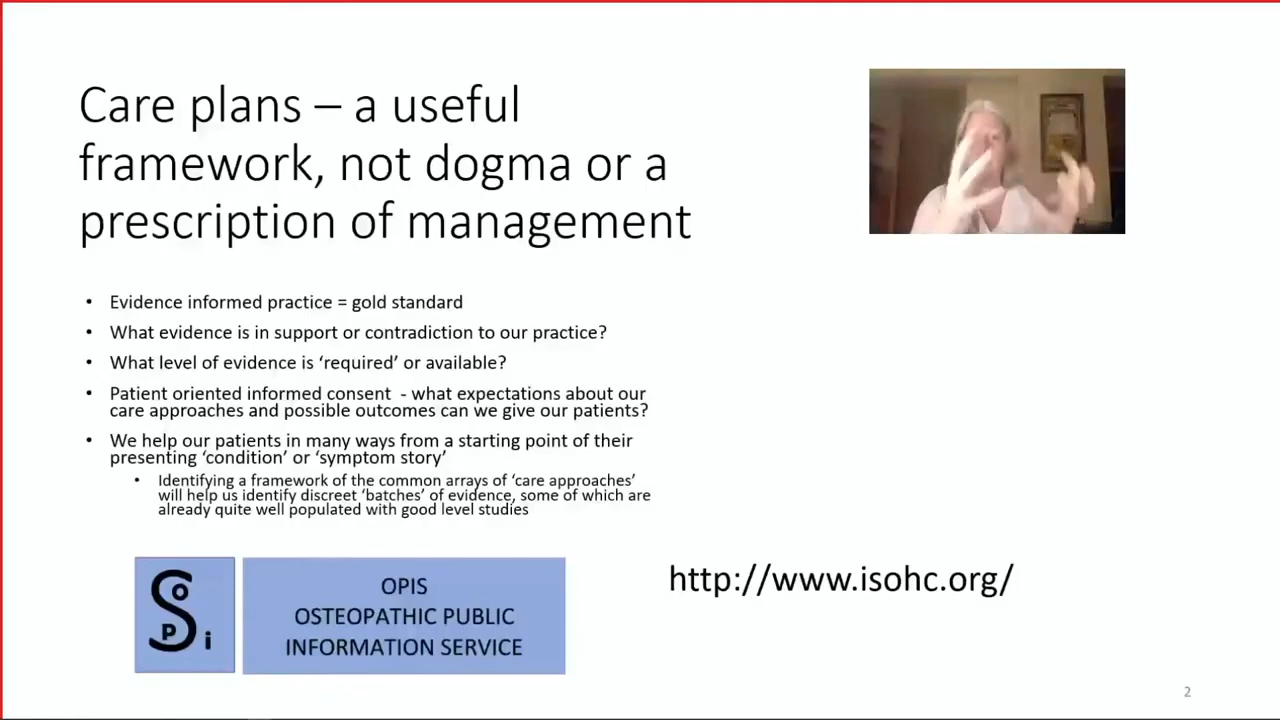 Care plans – a useful
framework, not dogma or a
prescription of management
• Evidence informed practice = gold standard
• What evidence is in support or contradiction to our practice?
• What level of evidence is ‘required’ or available?
• Patient oriented informed consent - what expectations about our
care approaches and possible outcomes can we give our patients?
• We help our patients in many ways from a starting point of their
presenting ‘condition’ or ‘symptom story’
• Identifying a framework of the common arrays of ‘care approaches’
will help us identify discreet ‘batches’ of evidence, some of which are
already quite well populated with good level studies
S o P i
OPIS
OSTEOPATHIC PUBLIC
INFORMATION SERVICE
http://www.isohc.org/
2